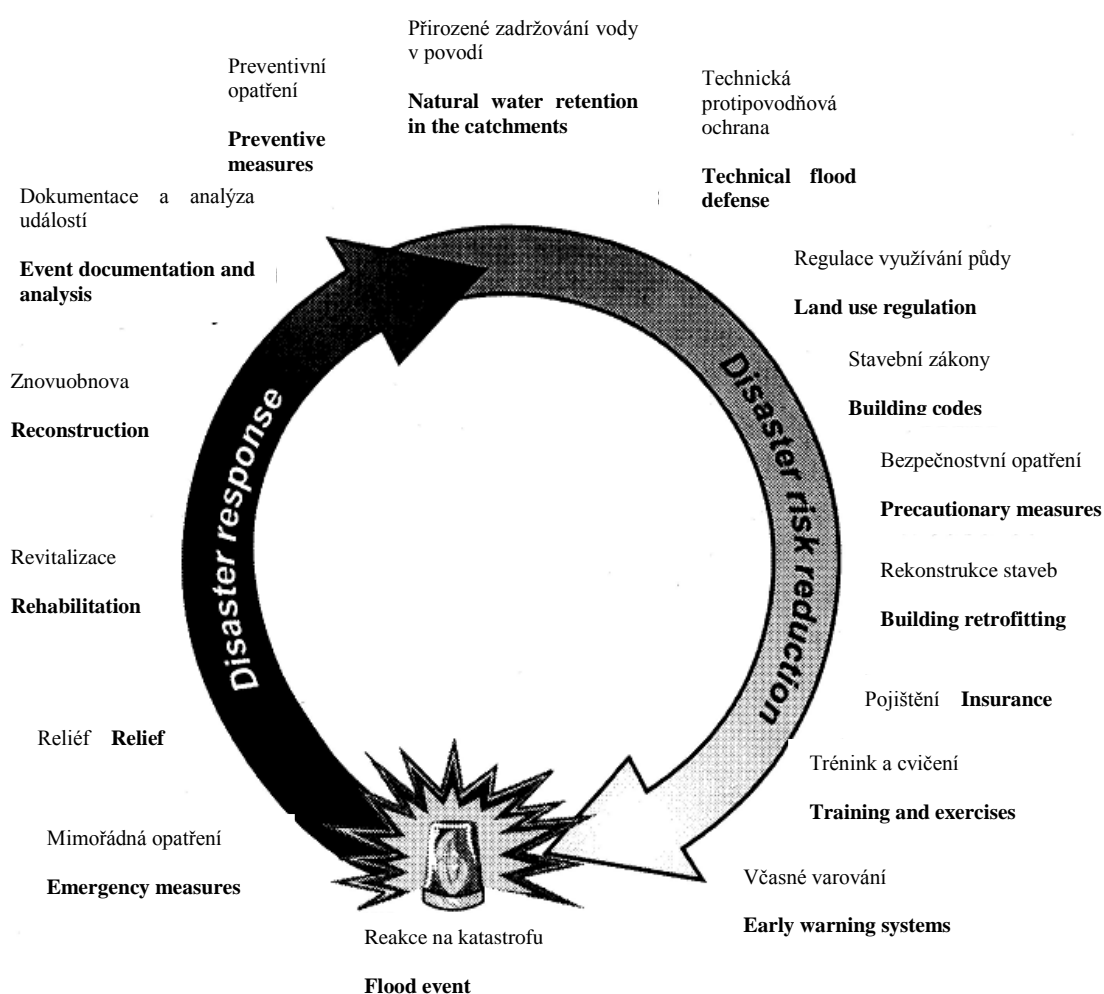 Přirozené zadržování vody
v povodí
Natural water retention
in the catchments
Preventivní
opatření
Preventive
measures
Technická
protipovodňová
ochrana
Technical flood
defense
Dokumentace a analýza
událostí
Event documentation and
analysis
Regulace využívání půdy
Land use regulation
Stavební zákony
Building codes
Znovuobnova
Reconstruction
Bezpečnostvní opatření
Precautionary measures
Revitalizace
Rehabilitation
Rekonstrukce staveb
Building retrofitting
Disaster response
Disaster risk reduction
Pojištění Insurance
Reliéf Relief
Trénink a cvičení
Training and exercises
Mimořádná opatření
Emergency measures
Včasné varování
Early warning systems
Reakce na katastrofu
Flood event